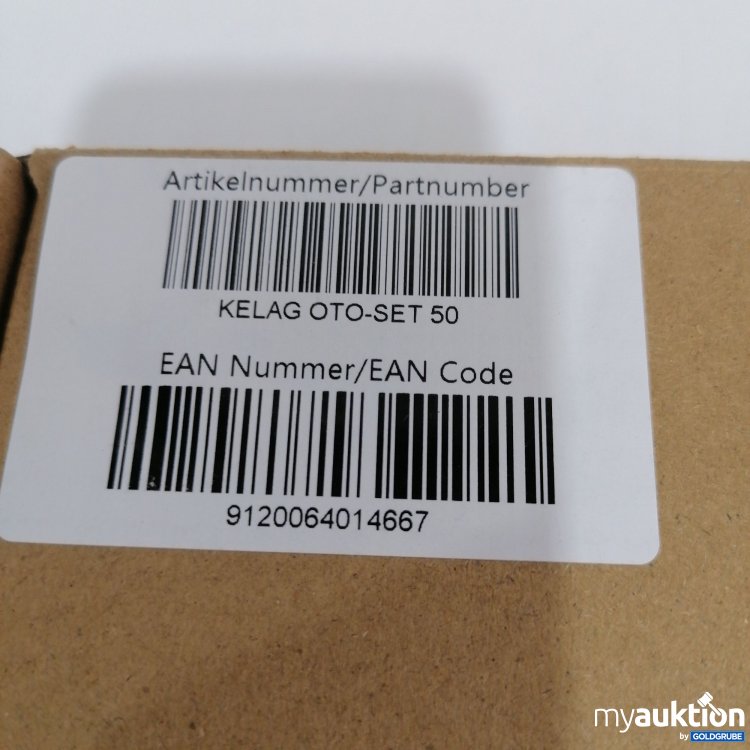 Artikelnummer/Partnumber
KELAG OTO-SET 50
EAN Nummer/EAN Code
9120064014667
myauktion
by GOLDGRUBE